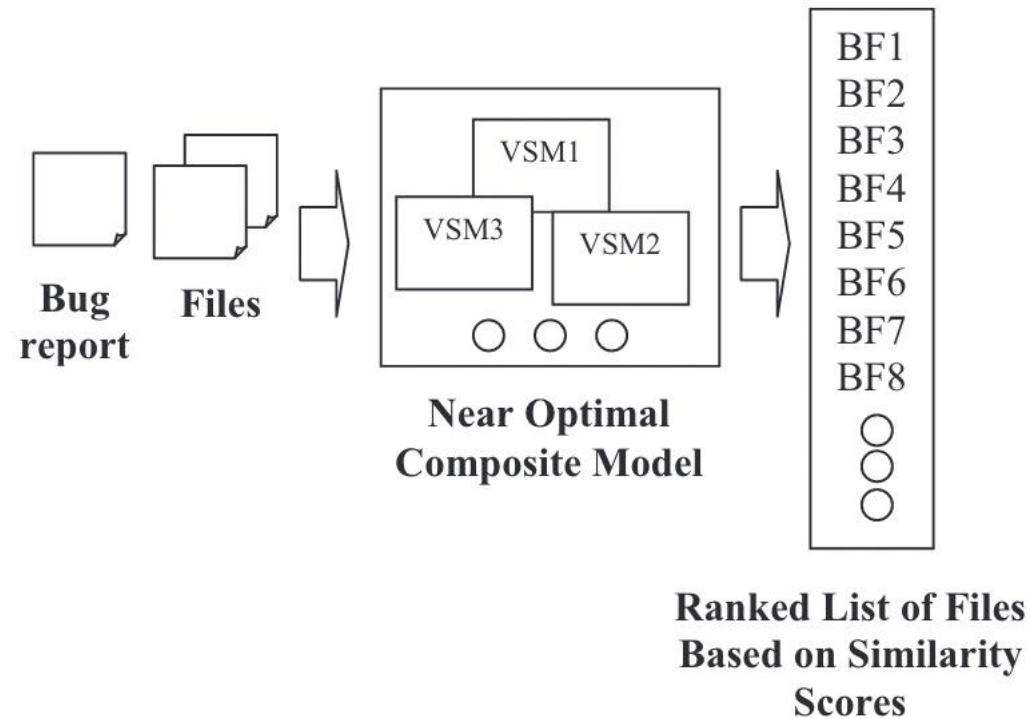 Bug
report
Files
VSM1
VSM3
VSM2
Near Optimal
Composite Model
BF1
BF2
BF3
BF4
BF5
BF6
BF7
BF8
Ranked List of Files
Based on Similarity
Scores